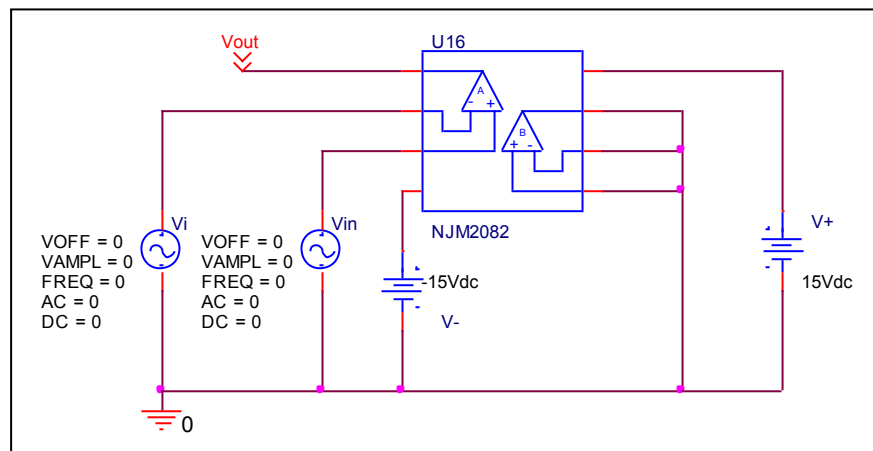 Vout
U16
A
- +
B
+ -
NJM2082
Vi
VOFF = 0
VAMPL = 0
FREQ = 0
AC = 0
DC = 0
Vin
VOFF = 0
VAMPL = 0
FREQ = 0
AC = 0
DC = 0
-15Vdc
V-
V+
15Vdc
0